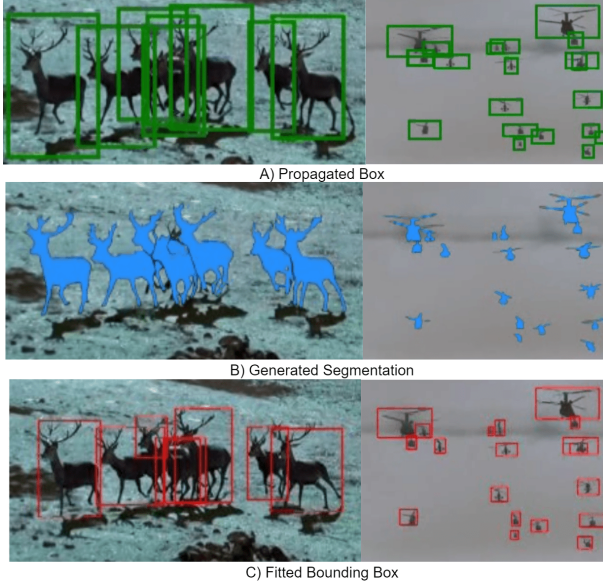 A) Propagated Box
B) Generated Segmentation
C) Fitted Bounding Box